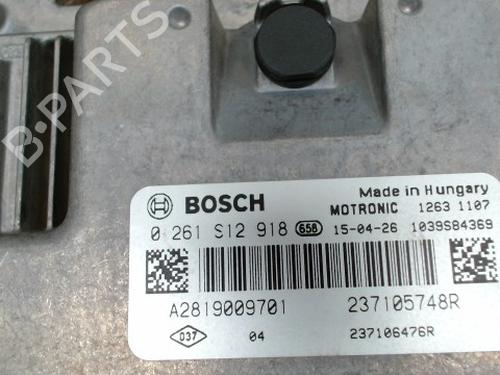 B-PARTS
BOSCH
Made in Hungary
MOTRONIC 1263 1107
0 261 S12 918 658 15-04-26 1039S84369
A2819009701 237105748R
D37 04 237106476R